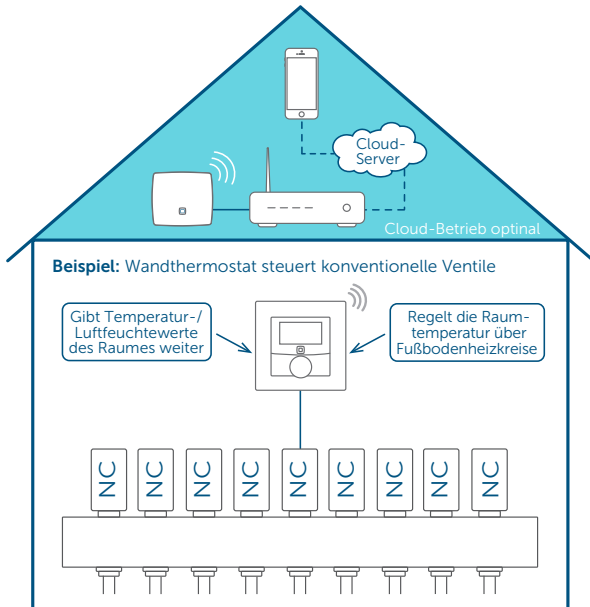 Cloud-
Server
Cloud-Betrieb optinal
Beispiel: Wandthermostat steuert konventionelle Ventile
Gibt Temperatur-/
Luftfeuchtewerte
des Raumes weiter
Regelt die Raum-
temperatur über
Fußbodenheizkreise
NC NC NC NC NC NC NC NC NC